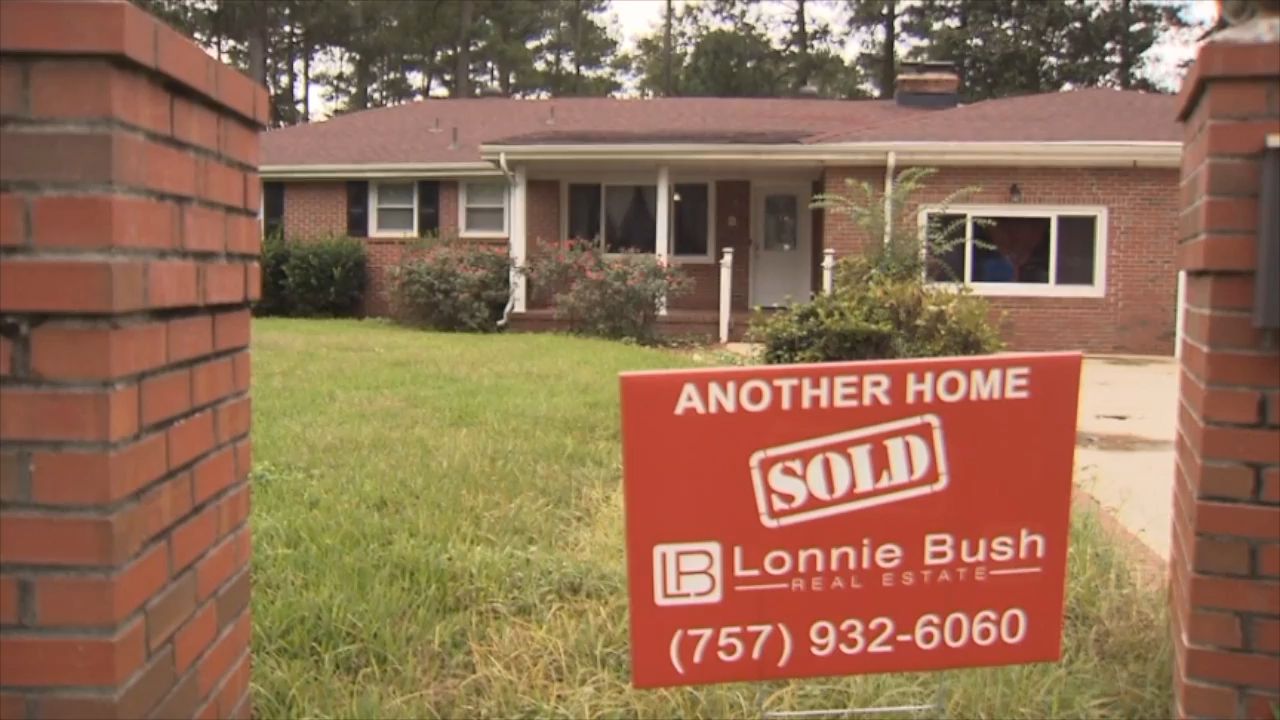 ANOTHER HOME
SOLD
LB Lonnie Bush
REAL ESTATE
(757) 932-6060